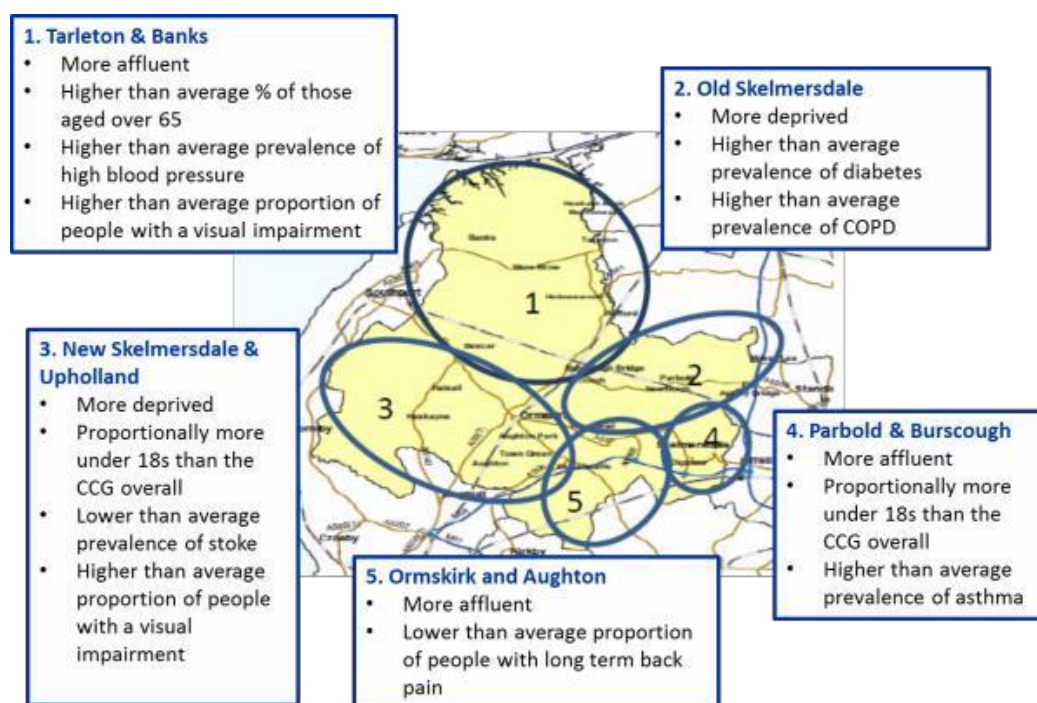 1. Tarleton & Banks
• More affluent
• Higher than average % of those
aged over 65
• Higher than average prevalence of
high blood pressure
• Higher than average proportion of
people with a visual impairment
2. Old Skelmersdale
• More deprived
• Higher than average
prevalence of diabetes
• Higher than average
prevalence of COPD
Banks
1
2
3. New Skelmersdale &
Upholland
• More deprived
• Proportionally more
under 18s than the
CCG overall
• Lower than average
prevalence of stoke
• Higher than average
proportion of people
with a visual
impairment
3
Aughton Park
Town Green
Aughton
4
5
4. Parbold & Burscough
• More affluent
• Proportionally more
under 18s than the
CCG overall
• Higher than average
prevalence of asthma
5. Ormskirk and Aughton
• More affluent
• Lower than average proportion
of people with long term back
pain